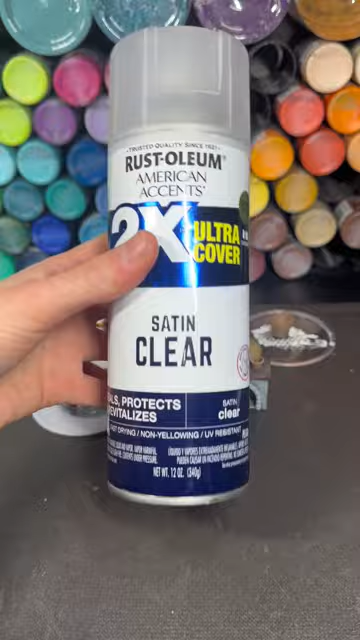 TRUSTED QUALITY SINCE 1921
RUST-OLEUM®
AMERICAN
ACCENTS®
2X ULTRA
COVER
SATIN
CLEAR
ALS, PROTECTS
REVITALIZES
SATIN
clear
FAST DRYING / NON-YELLOWING / UV RESISTANT
NET WT. 12 OZ. (340g)